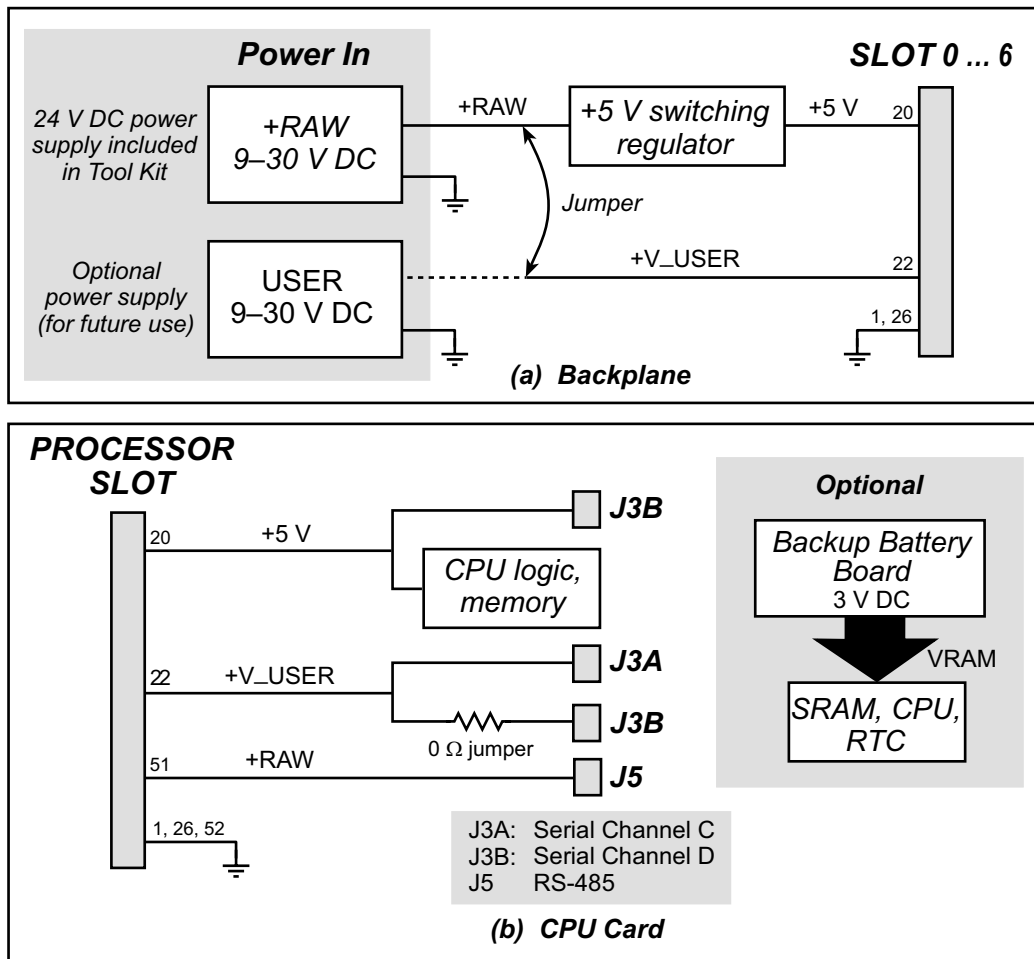 Power In
SLOT 0 ... 6
24 V DC power
supply included
in Tool Kit
+RAW
9–30 V DC
+RAW
+5 V switching
regulator
+5 V
20
Jumper
Optional
power supply
(for future use)
USER
9–30 V DC
+V_USER
22
1, 26
(a) Backplane
PROCESSOR
SLOT
20
+5 V
J3B
CPU logic,
memory
22
+V_USER
J3A
0 Ω jumper
J3B
51
+RAW
J5
1, 26, 52
J3A: Serial Channel C
J3B: Serial Channel D
J5 RS-485
Optional
Backup Battery
Board
3 V DC
VRAM
SRAM, CPU,
RTC
(b) CPU Card